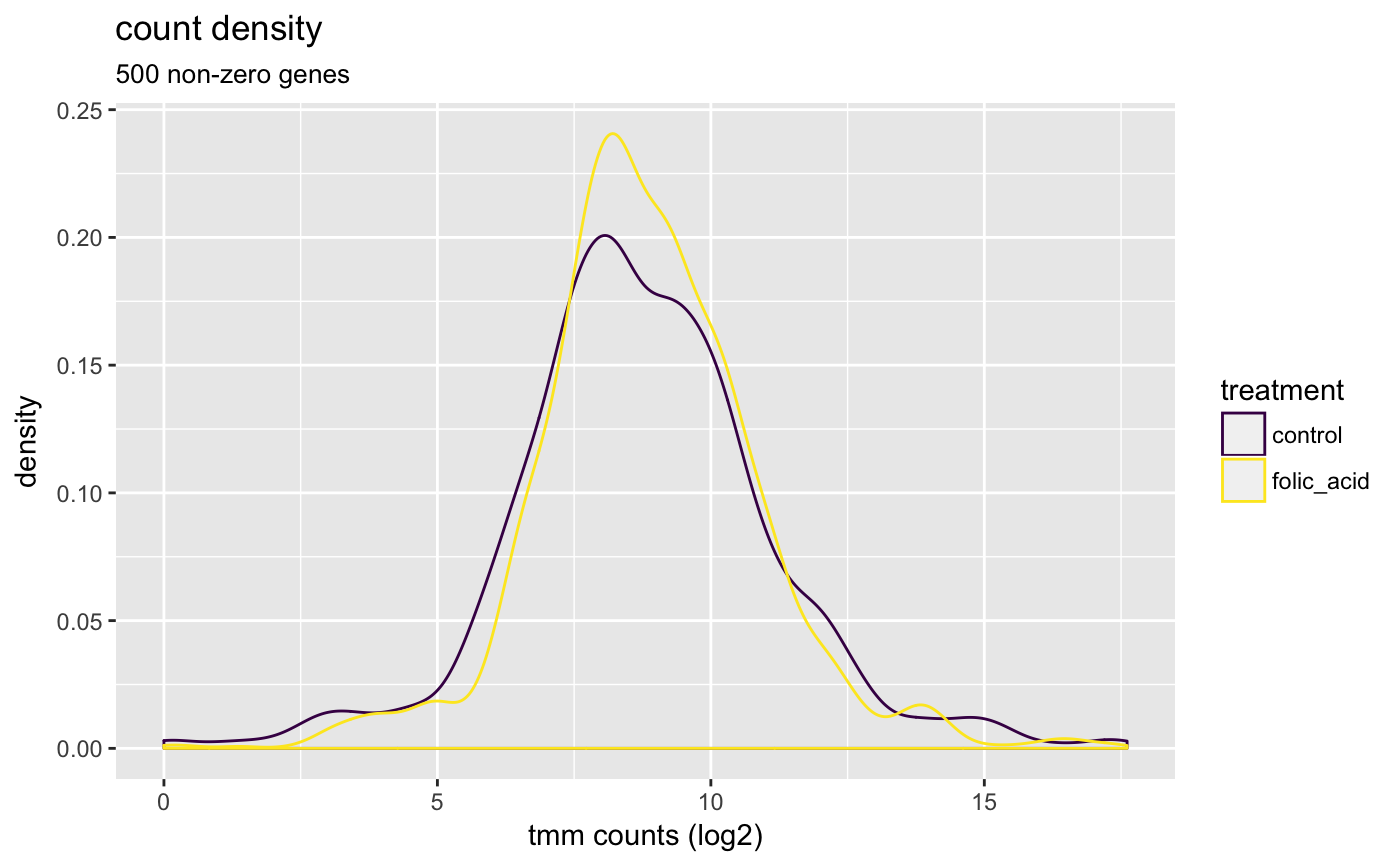 count density
500 non-zero genes
0.25
0.20
0.15
0.10
0.05
0.00
density
0
5
10
15
tmm counts (log2)
treatment
control
folic_acid